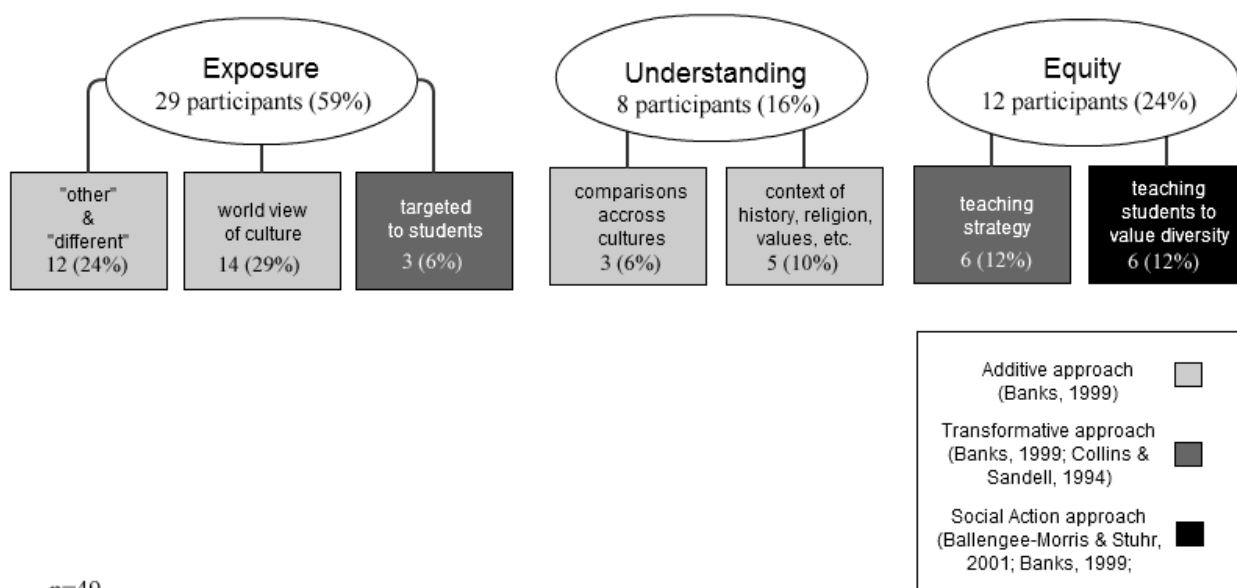 Exposure
29 participants (59%)
Understanding
8 participants (16%)
Equity
12 participants (24%)
"other"
&
"different"
12 (24%)
world view
of culture
14 (29%)
targeted
to students
3 (6%)
comparisons
accross
cultures
3 (6%)
context of
history, religion,
values, etc.
5 (10%)
teaching
strategy
6 (12%)
teaching
students to
value diversity
6 (12%)
Additive approach
(Banks, 1999)
Transformative approach
(Banks, 1999; Collins &
Sandell, 1994)
Social Action approach
(Ballengee-Morris & Stuhr,
2001; Banks, 1999;
n=49